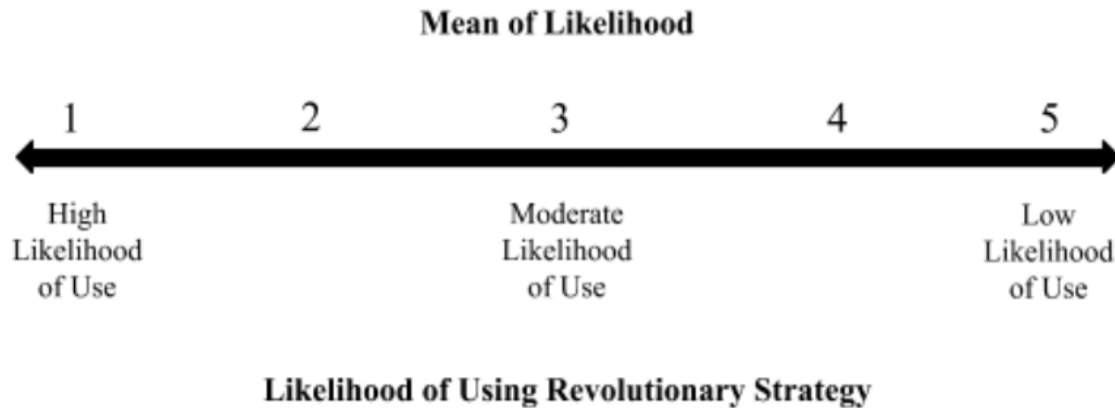 Mean of Likelihood
1 2 3 4 5
High Moderate Low
Likelihood Likelihood Likelihood
of Use of Use of Use
Likelihood of Using Revolutionary Strategy